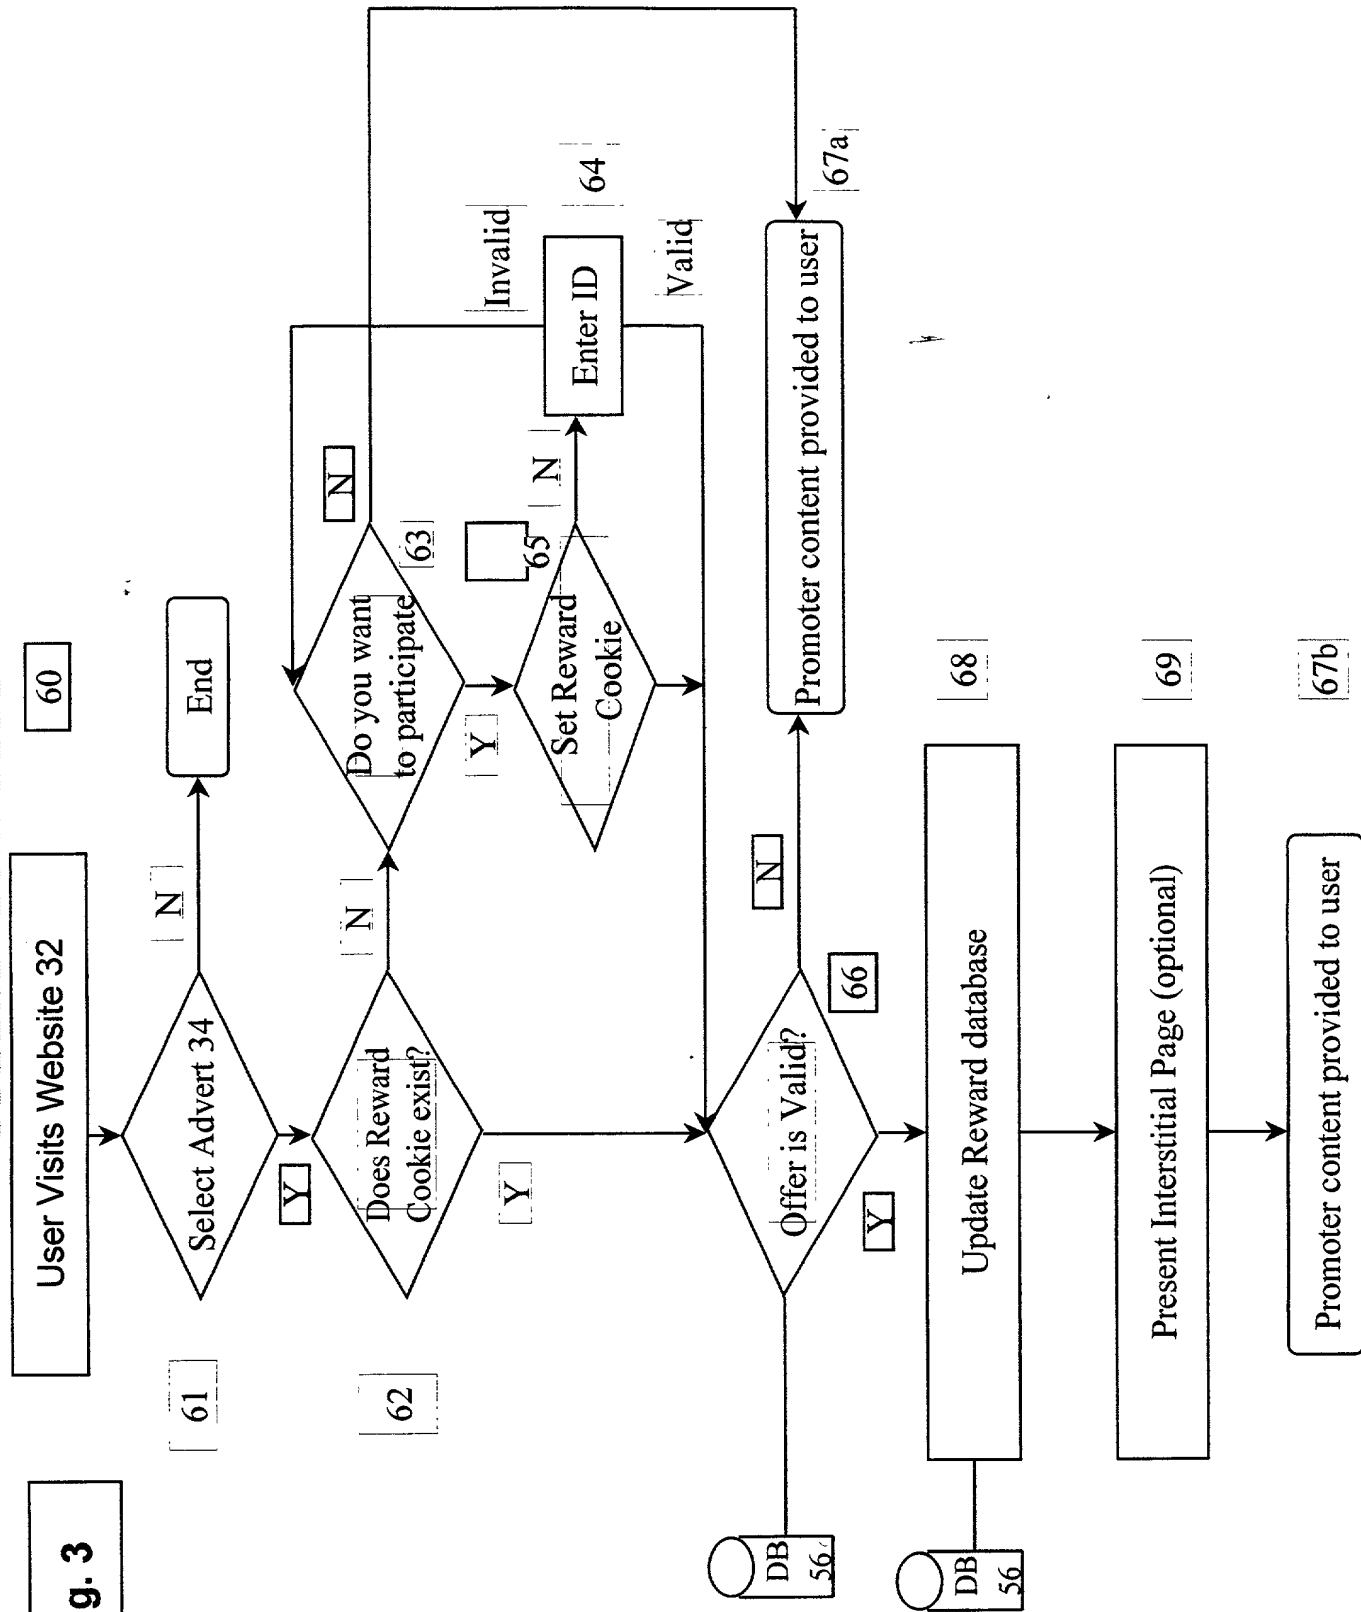 g. 3
User Visits Website 32
60
61
Select Advert 34
N
End
Y
62
Does Reward
Cookie exist?
N
Do you want
to participate
63
N
Y
Y
Set Reward
Cookie
65
N
Enter ID
64
Invalid
Valid
DB
56
Offer is Valid?
66
N
Promoter content provided to user
67a
Y
DB
56
Update Reward database
68
Present Interstitial Page (optional)
69
Promoter content provided to user
67b